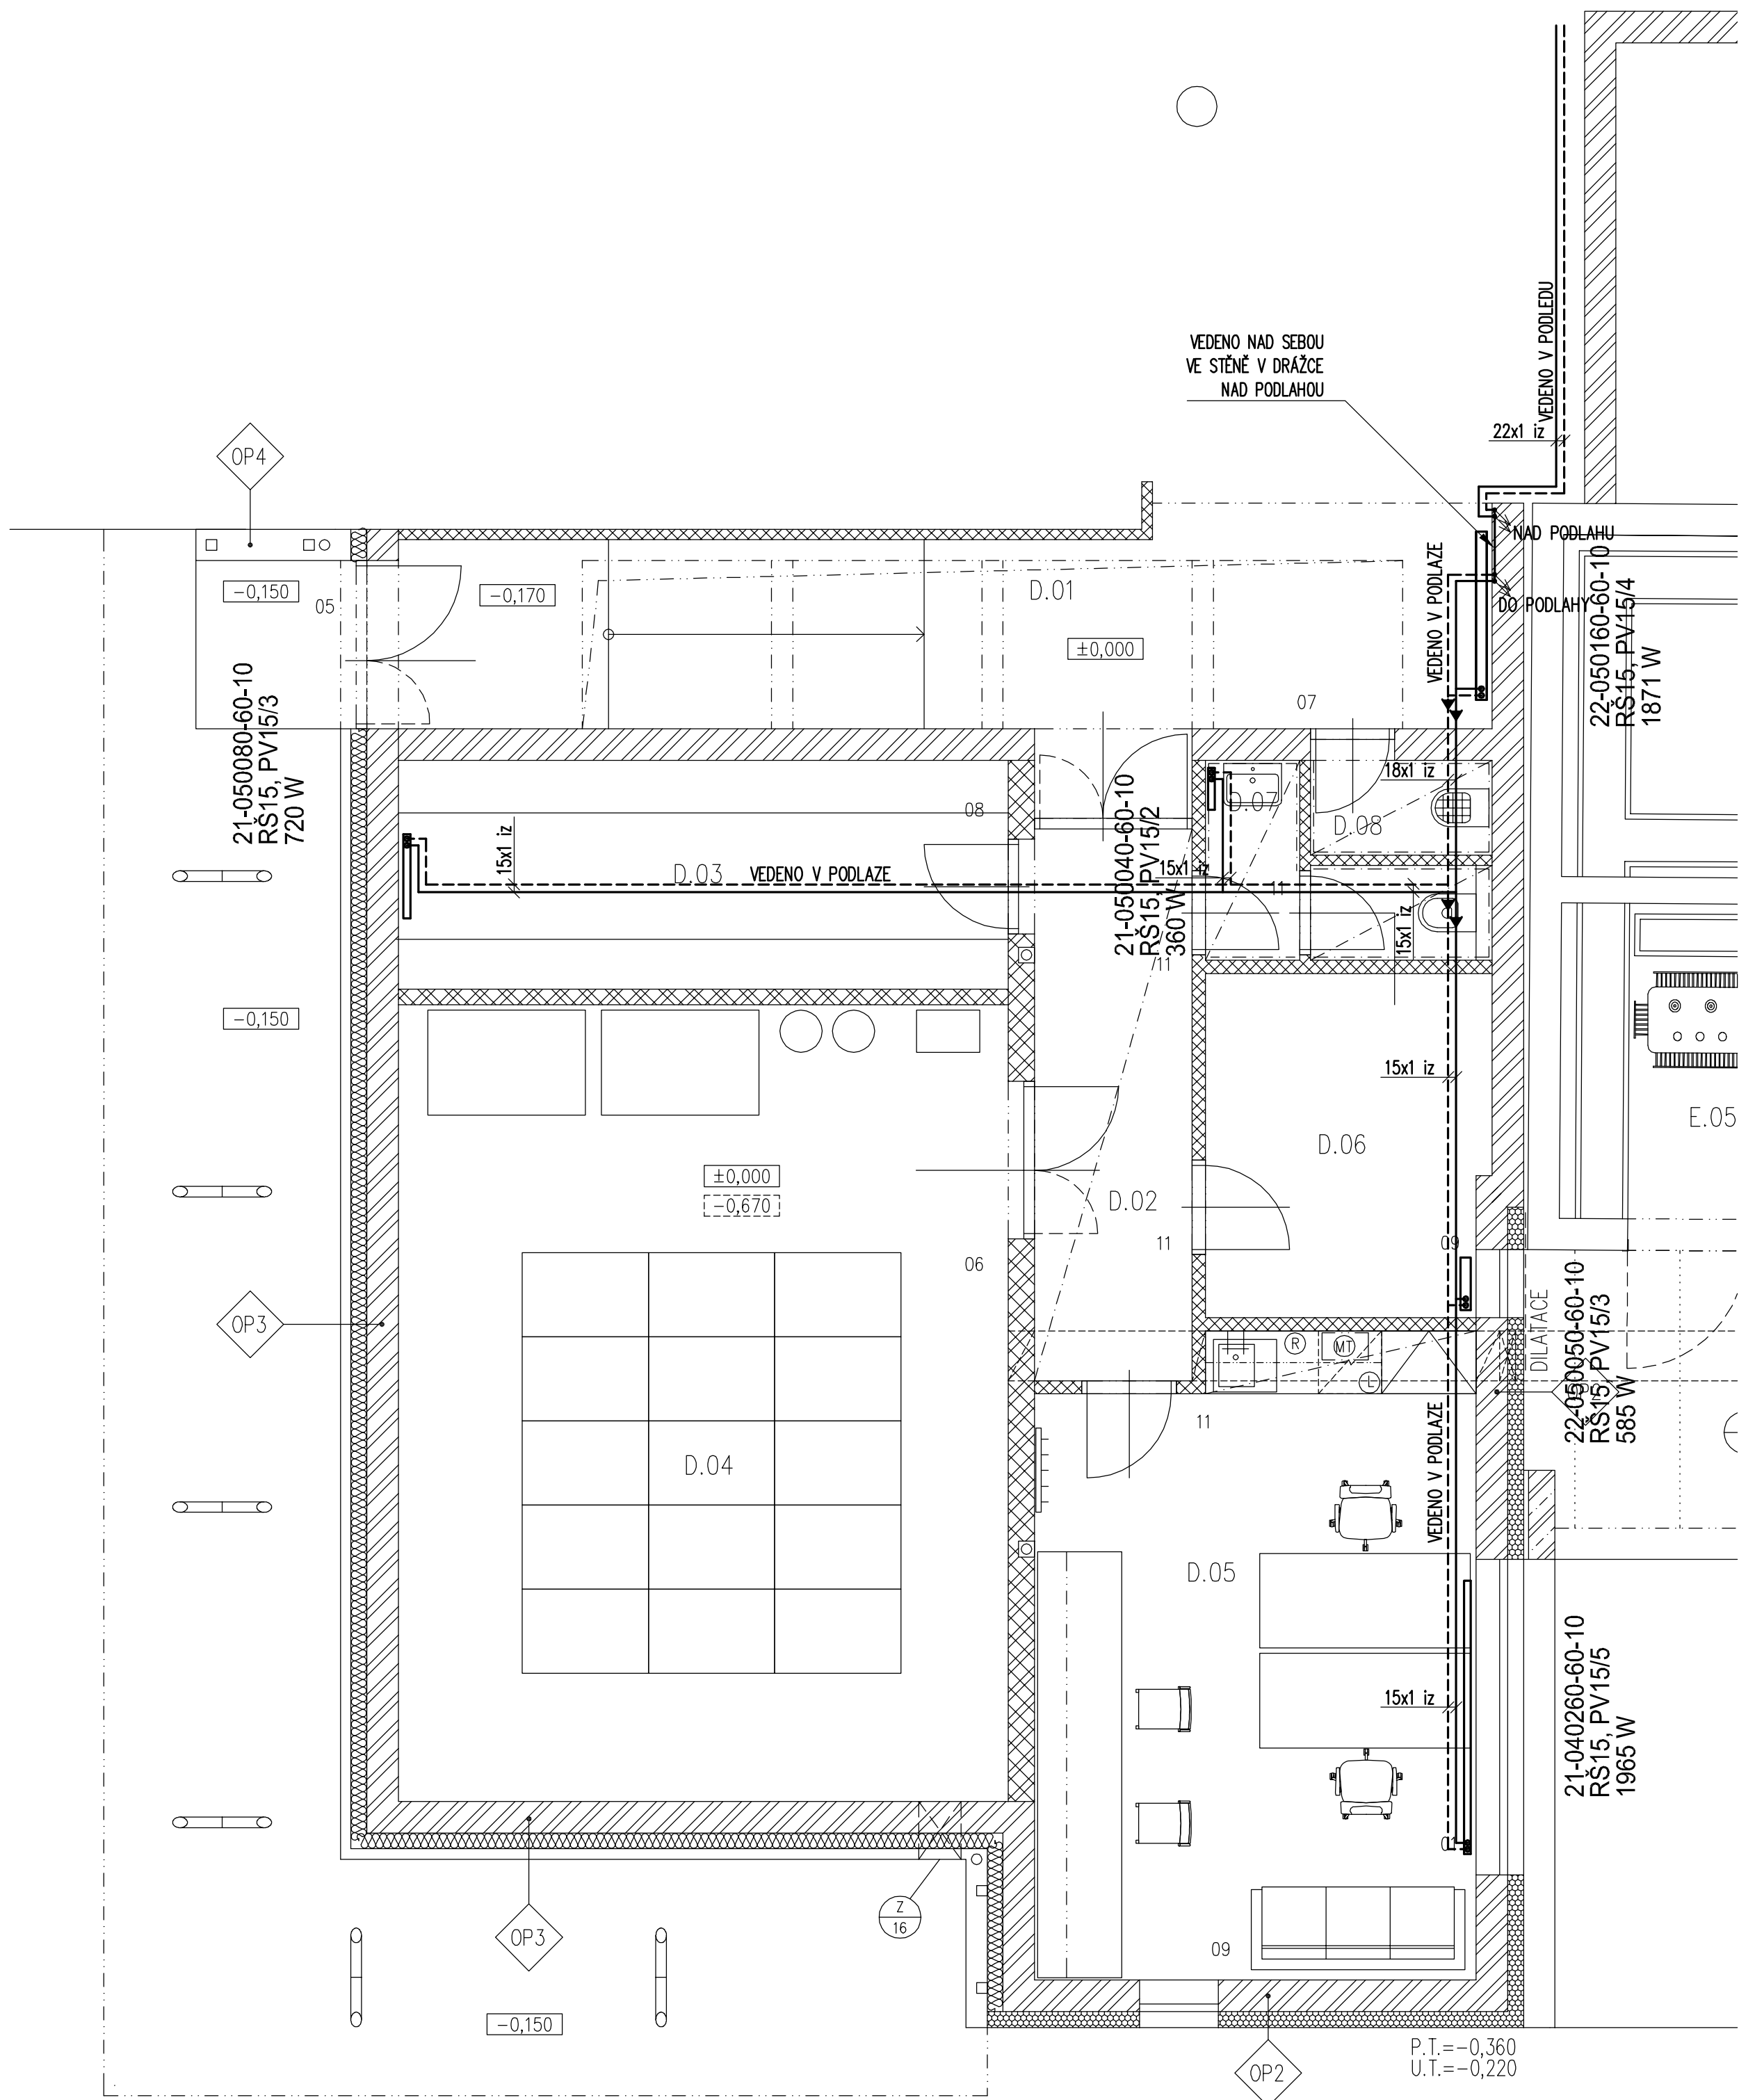 VEDENO V PODLEDU
VEDENO NAD SEBOU
VE STĚNĚ V DRÁŽCE
NAD PODLAHOU
22x1 iz
OP4
NAD PODLAHU
VEDENO V PODLAZE
-0,150
05
-0,170
D.01
DO PODLAHY
22-050160-60-10
RŠ15, PV15/4
1871 W
±0,000
21-050080-60-10
RŠ15, PV15/3
720 W
07
18x1 iz
D.07
08
D.08
15x1 iz
D.03
VEDENO V PODLAZE
21-050040-60-10
RŠ15, PV15/2
360 W
15x1 iz
11
15x1 iz
11
-0,150
15x1 iz
E.05
D.06
±0,000
-0,670
D.02
11
09
06
OP3
R
MT
L
DILATACE
22-050050-60-10
RŠ15, PV15/3
585 W
11
VEDENO V PODLAZE
D.04
D.05
15x1 iz
21-040260-60-10
RŠ15, PV15/5
1965 W
01
Z
16
OP3
09
-0,150
P.T.=-0,360
U.T.=-0,220
OP2